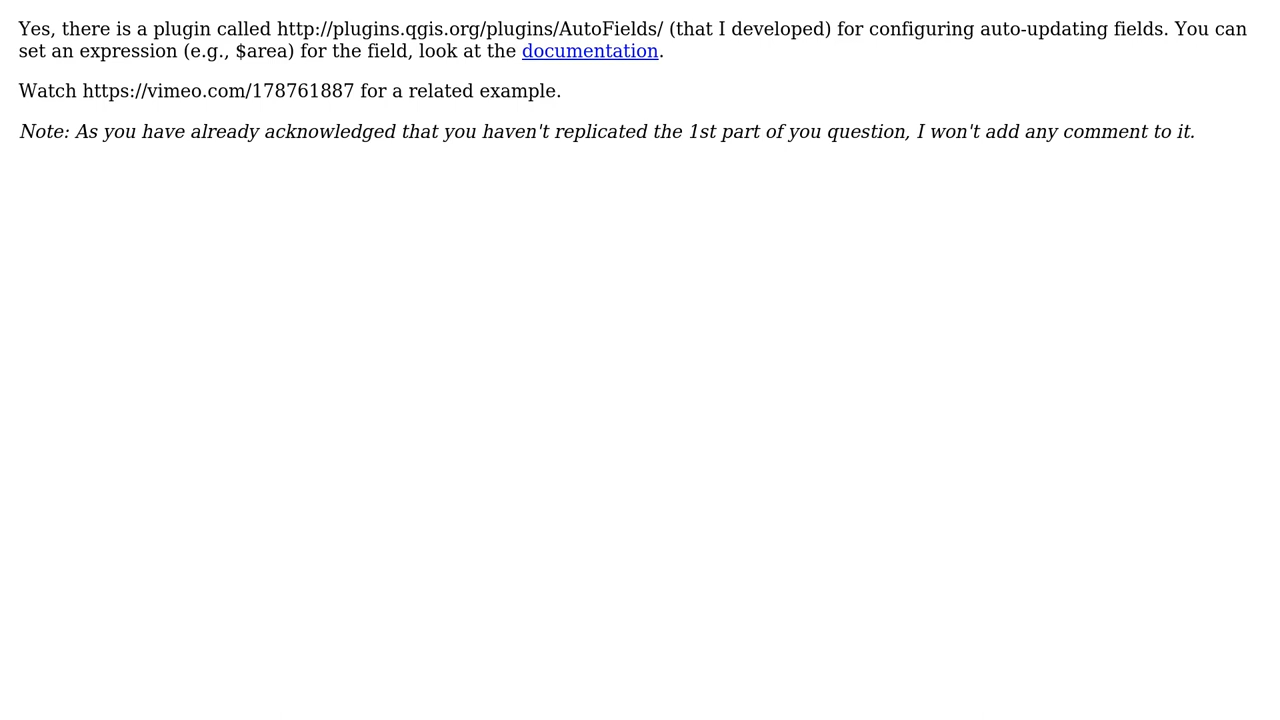 Yes, there is a plugin called http://plugins.qgis.org/plugins/AutoFields/ (that I developed) for configuring auto-updating fields. You can
set an expression (e.g., $area) for the field, look at the documentation.
Watch https://vimeo.com/178761887 for a related example.
Note: As you have already acknowledged that you haven't replicated the 1st part of you question, I won't add any comment to it.